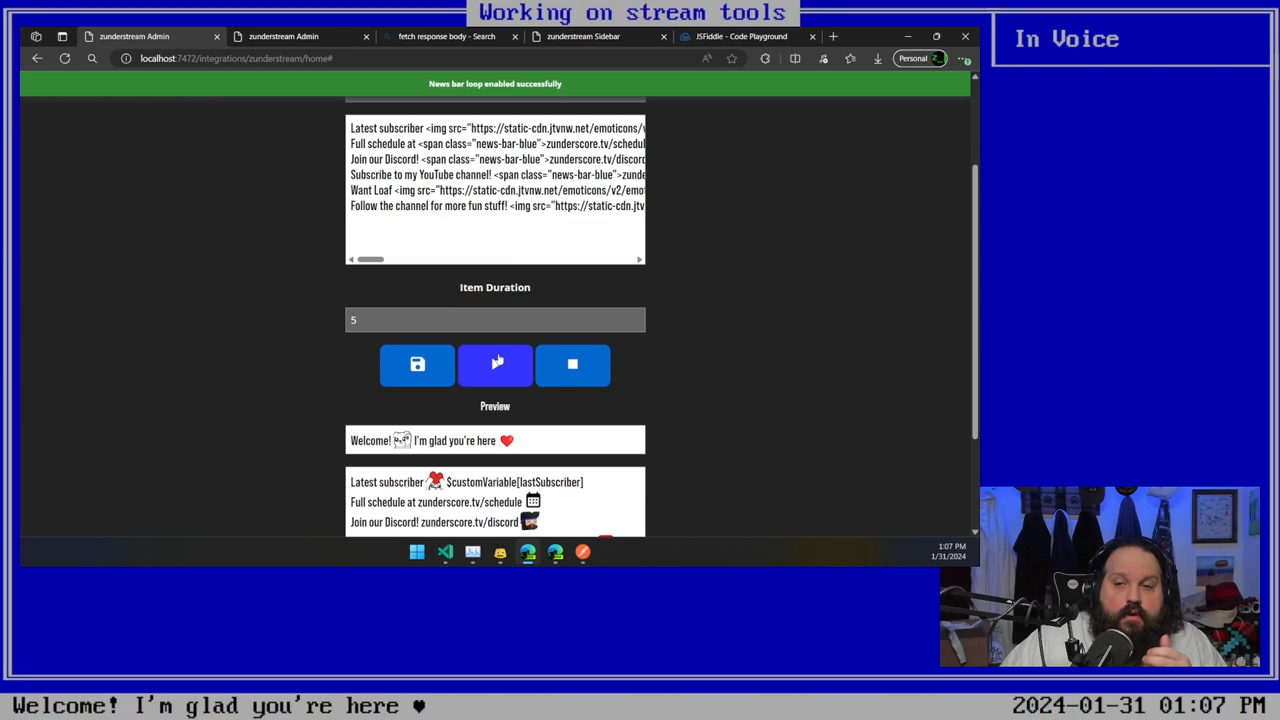 Working on stream tools
In Voice
zunderstream Admin
zunderstream Admin
fetch response body - Search
zunderstream Sidebar
JSFiddle - Code Playground
localhost:7472/integrations/zunderstream/home#
Personal
News bar loop enabled successfully
Latest subscriber <img src="https://static-cdn.jtvnw.net/emoticons/v
Full schedule at <span class="news-bar-blue">zunderscore.tv/schedul
Join our Discord! <span class="news-bar-blue">zunderscore.tv/discord
Subscribe to my YouTube channel! <span class="news-bar-blue">zunde
Want Loaf <img src="https://static-cdn.jtvnw.net/emoticons/v2/emot
Follow the channel for more fun stuff! <img src="https://static-cdn.jtv
Item Duration
5
Preview
Welcome! I'm glad you're here
Latest subscriber $customVariable[lastSubscriber]
Full schedule at zunderscore.tv/schedule
Join our Discord! zunderscore.tv/discord
1:07 PM
1/31/2024
Welcome! I'm glad you're here ♥
2024-01-31 01:07 PM